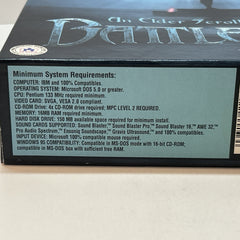 An Elder Scroll
Battle
Minimum System Requirements:
COMPUTER: IBM and 100% Compatibles.
OPERATING SYSTEM: Microsoft DOS 5.0 or greater.
CPU: Pentium 133 MHz required minimum.
VIDEO CARD: SVGA, VESA 2.0 compliant.
CD-ROM Drive: 4x CD-ROM drive required. MPC LEVEL 2 REQUIRED.
MEMORY: 16MB RAM required minimum.
HARD DISK DRIVE: 150 MB available required minimum.
SOUND CARDS SUPPORTED: Sound Blaster™, Sound Blaster Pro™, Sound Blaster 16™, AWE 32™,
Pro Audio Spectrum™, Ensoniq Soundscape™, Gravis Ultrasound™, and 100% compatibles.
INPUT DEVICE: Microsoft 100% compatible mouse required.
WINDOWS 95 COMPATIBILITY: Compatible in MS-DOS mode with 16-bit CD-ROM;
compatible in MS-DOS box with sufficient free RAM.